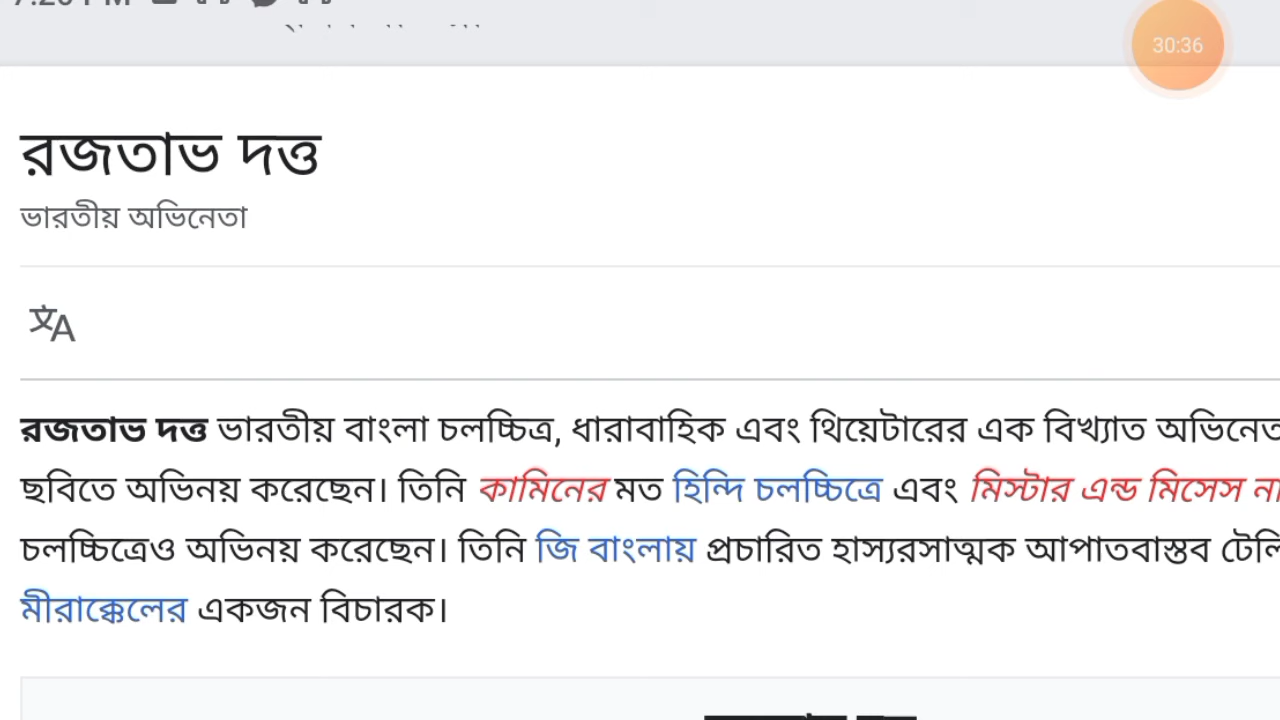 30:36
রজতাভ দত্ত
ভারতীয় অভিনেতা
রজতাভ দত্ত ভারতীয় বাংলা চলচ্চিত্র, ধারাবাহিক এবং থিয়েটারের এক বিখ্যাত
ছবিতে অভিনয় করেছেন। তিনি কামিনের মত হিন্দি চলচ্চিত্রে এবং মিস্টার এন্ড মিসেস
চলচ্চিত্রেও অভিনয় করেছেন। তিনি জি বাংলায় প্রচারিত হাস্যরসাত্মক আপাতবাস্তব
মীরাক্কেলের একজন বিচারক।